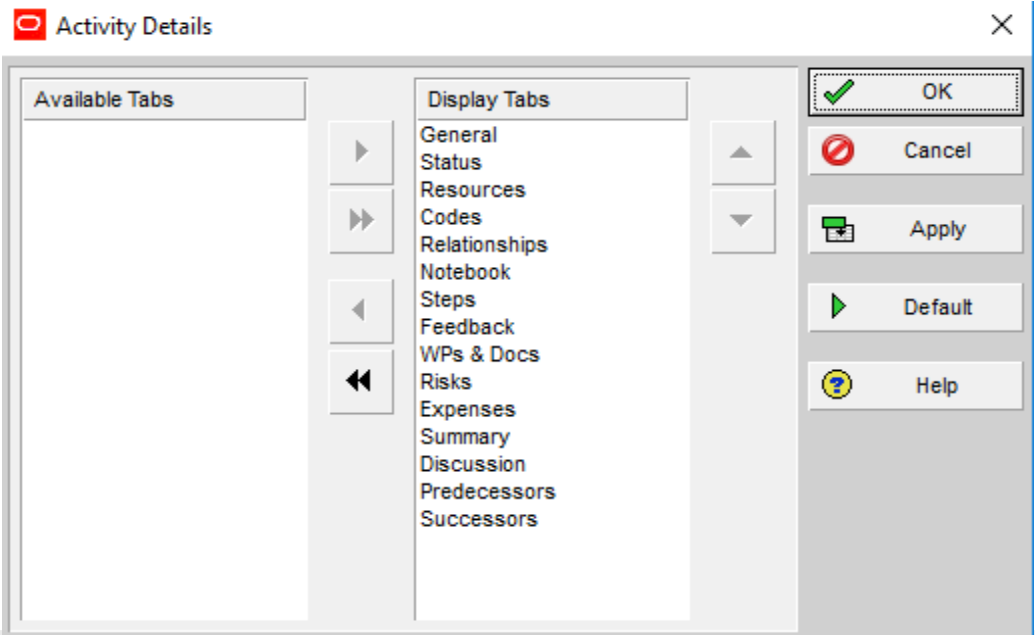 Activity Details
Available Tabs
Display Tabs
General
Status
Resources
Codes
Relationships
Notebook
Steps
Feedback
WPs & Docs
Risks
Expenses
Summary
Discussion
Predecessors
Successors
OK
Cancel
Apply
Default
Help